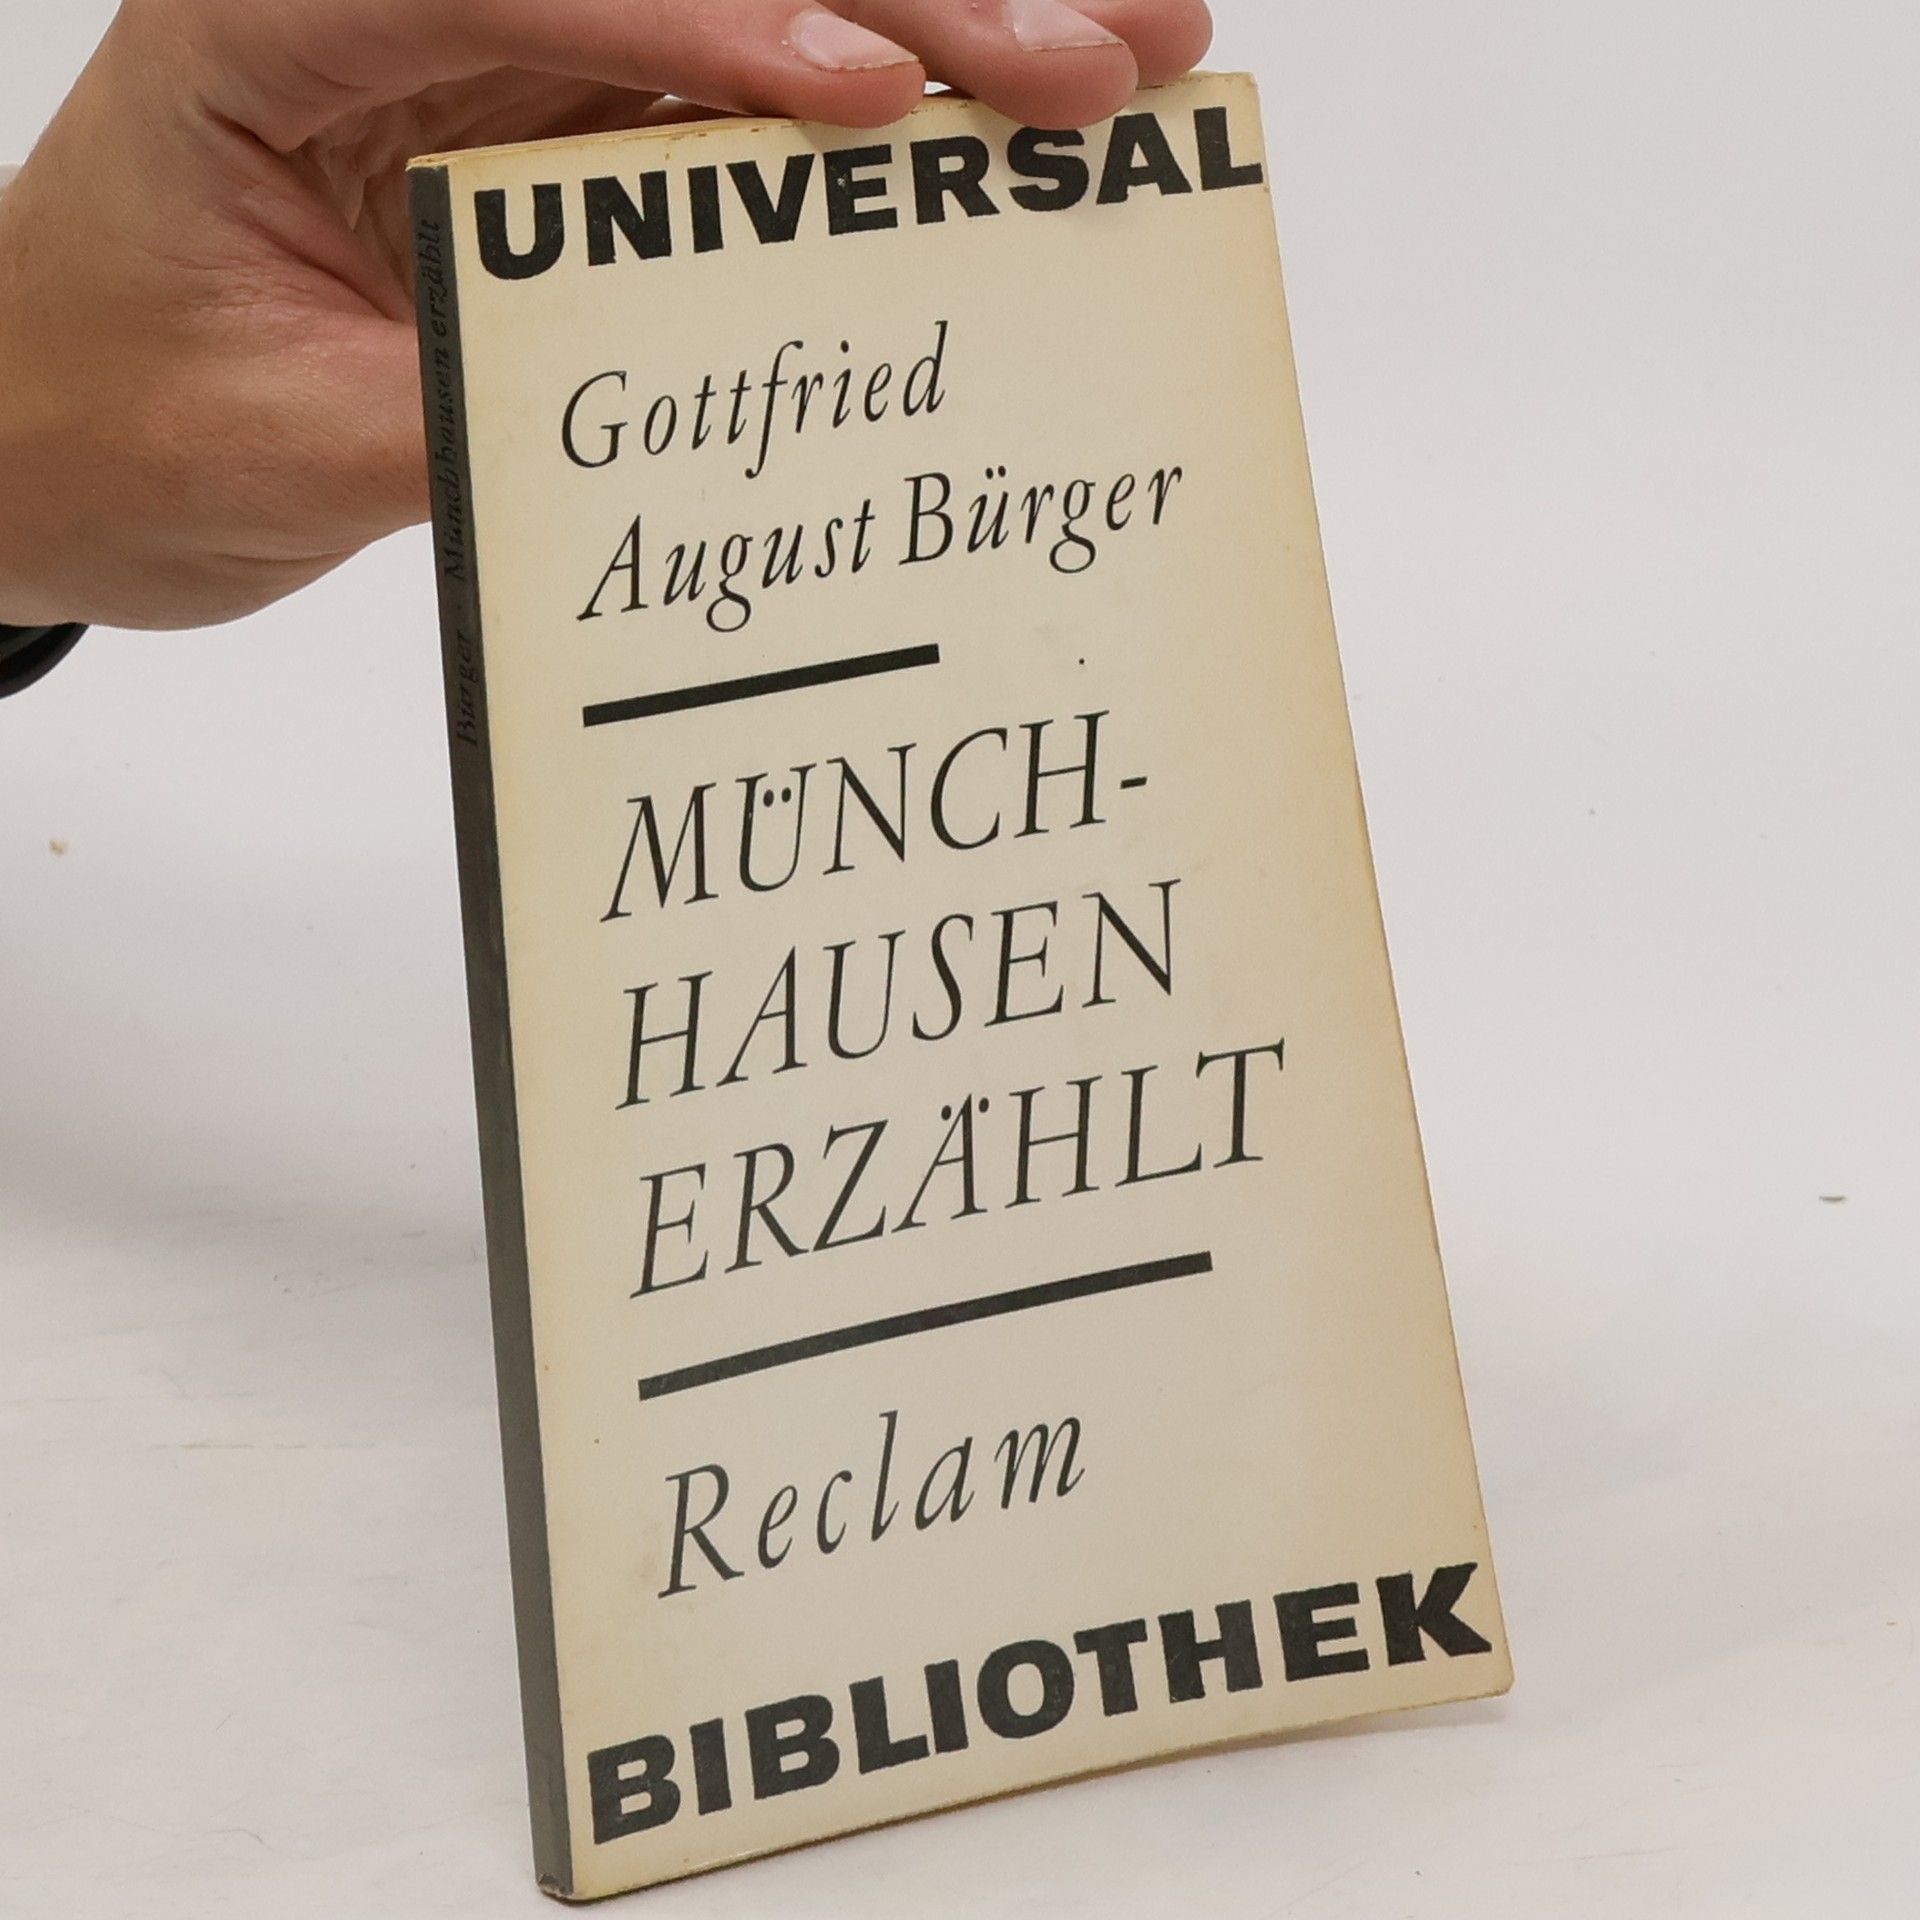 UNIVERSAL
Gottfried
August Bürger
MÜNCH-
HAUSEN
ERZÄHLT
Reclam
BIBLIOTHEK
Bürger · Münchhausen erzählt